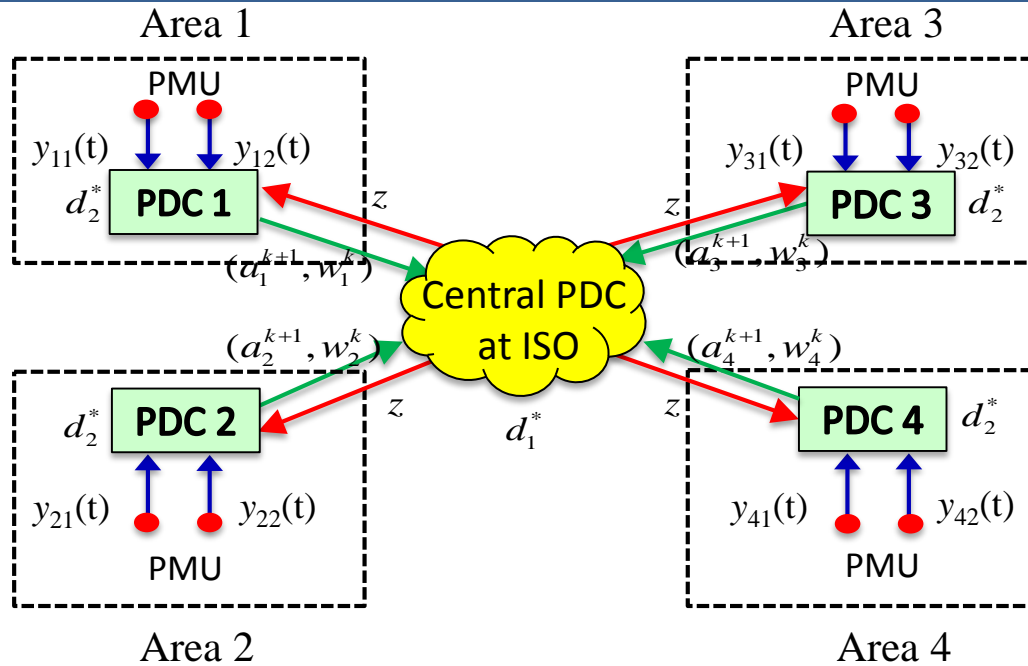 Area 1
Area 3
PMU
PMU
y₁₁(t)
y₁₂(t)
y₃₁(t)
y₃₂(t)
d₂*
PDC 1
z
z
PDC 3
d₂*
(a₁ᵏ⁺¹, w₁ᵏ)
(a₃ᵏ⁺¹, w₃ᵏ)
Central PDC
at ISO
(a₂ᵏ⁺¹, w₂ᵏ)
(a₄ᵏ⁺¹, w₄ᵏ)
d₂*
PDC 2
z
d₁*
z
PDC 4
d₂*
y₂₁(t)
y₂₂(t)
y₄₁(t)
y₄₂(t)
PMU
PMU
Area 2
Area 4